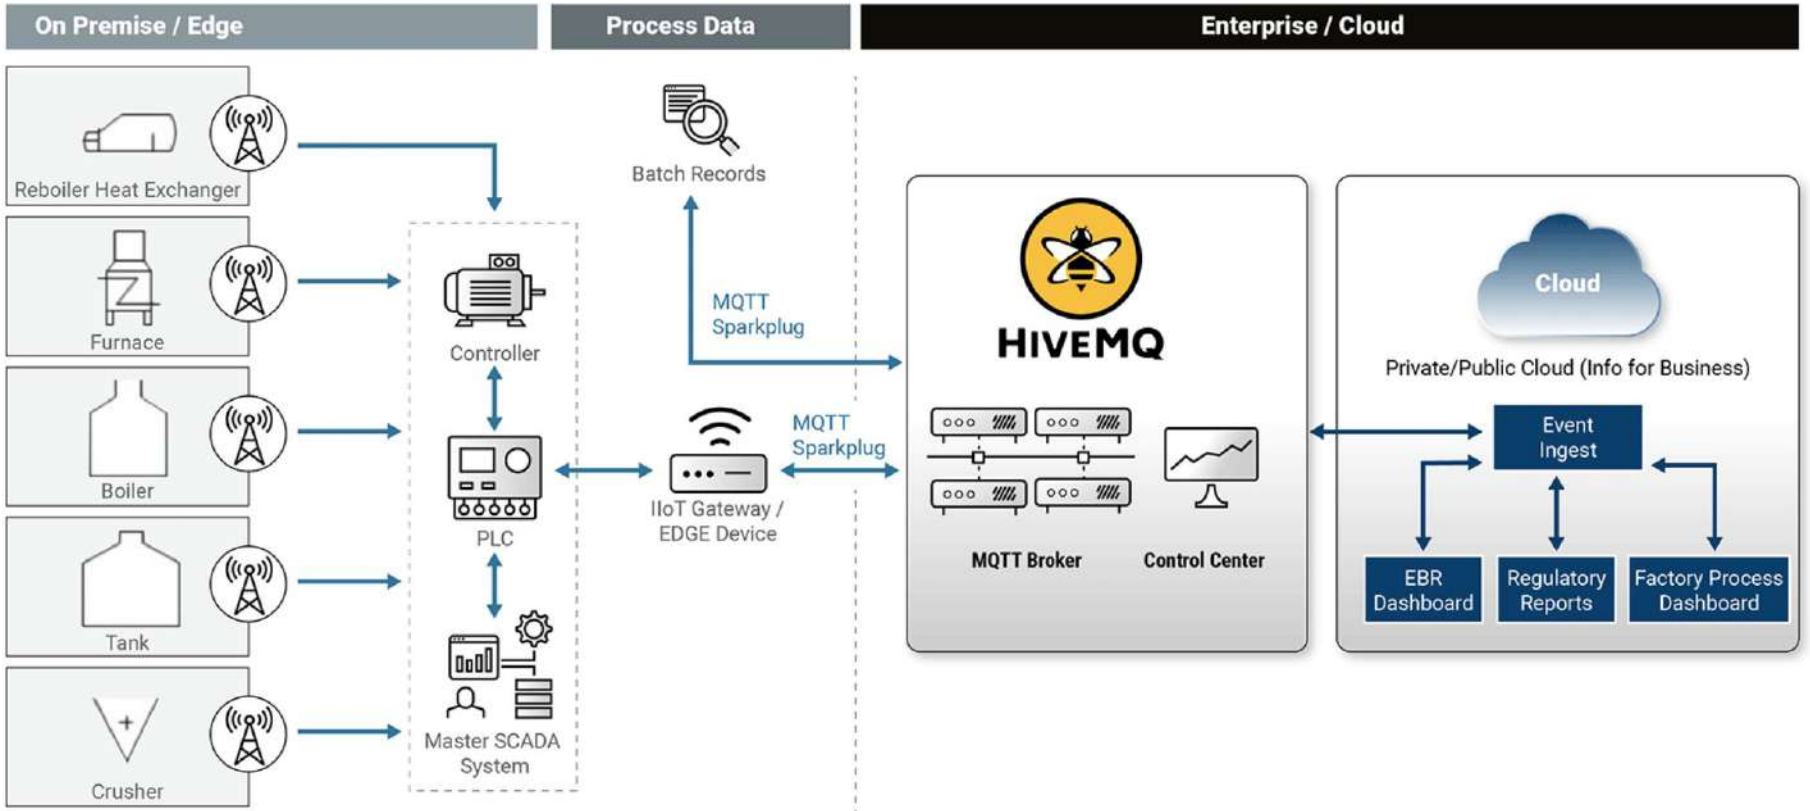 On Premise / Edge
Process Data
Enterprise / Cloud
Reboiler Heat Exchanger
Furnace
Boiler
Tank
Crusher
Controller
PLC
Master SCADA
System
Batch Records
MQTT
Sparkplug
MQTT
Sparkplug
IIoT Gateway /
EDGE Device
HIVEMQ
MQTT Broker
Control Center
Cloud
Private/Public Cloud (Info for Business)
Event
Ingest
EBR
Dashboard
Regulatory
Reports
Factory Process
Dashboard